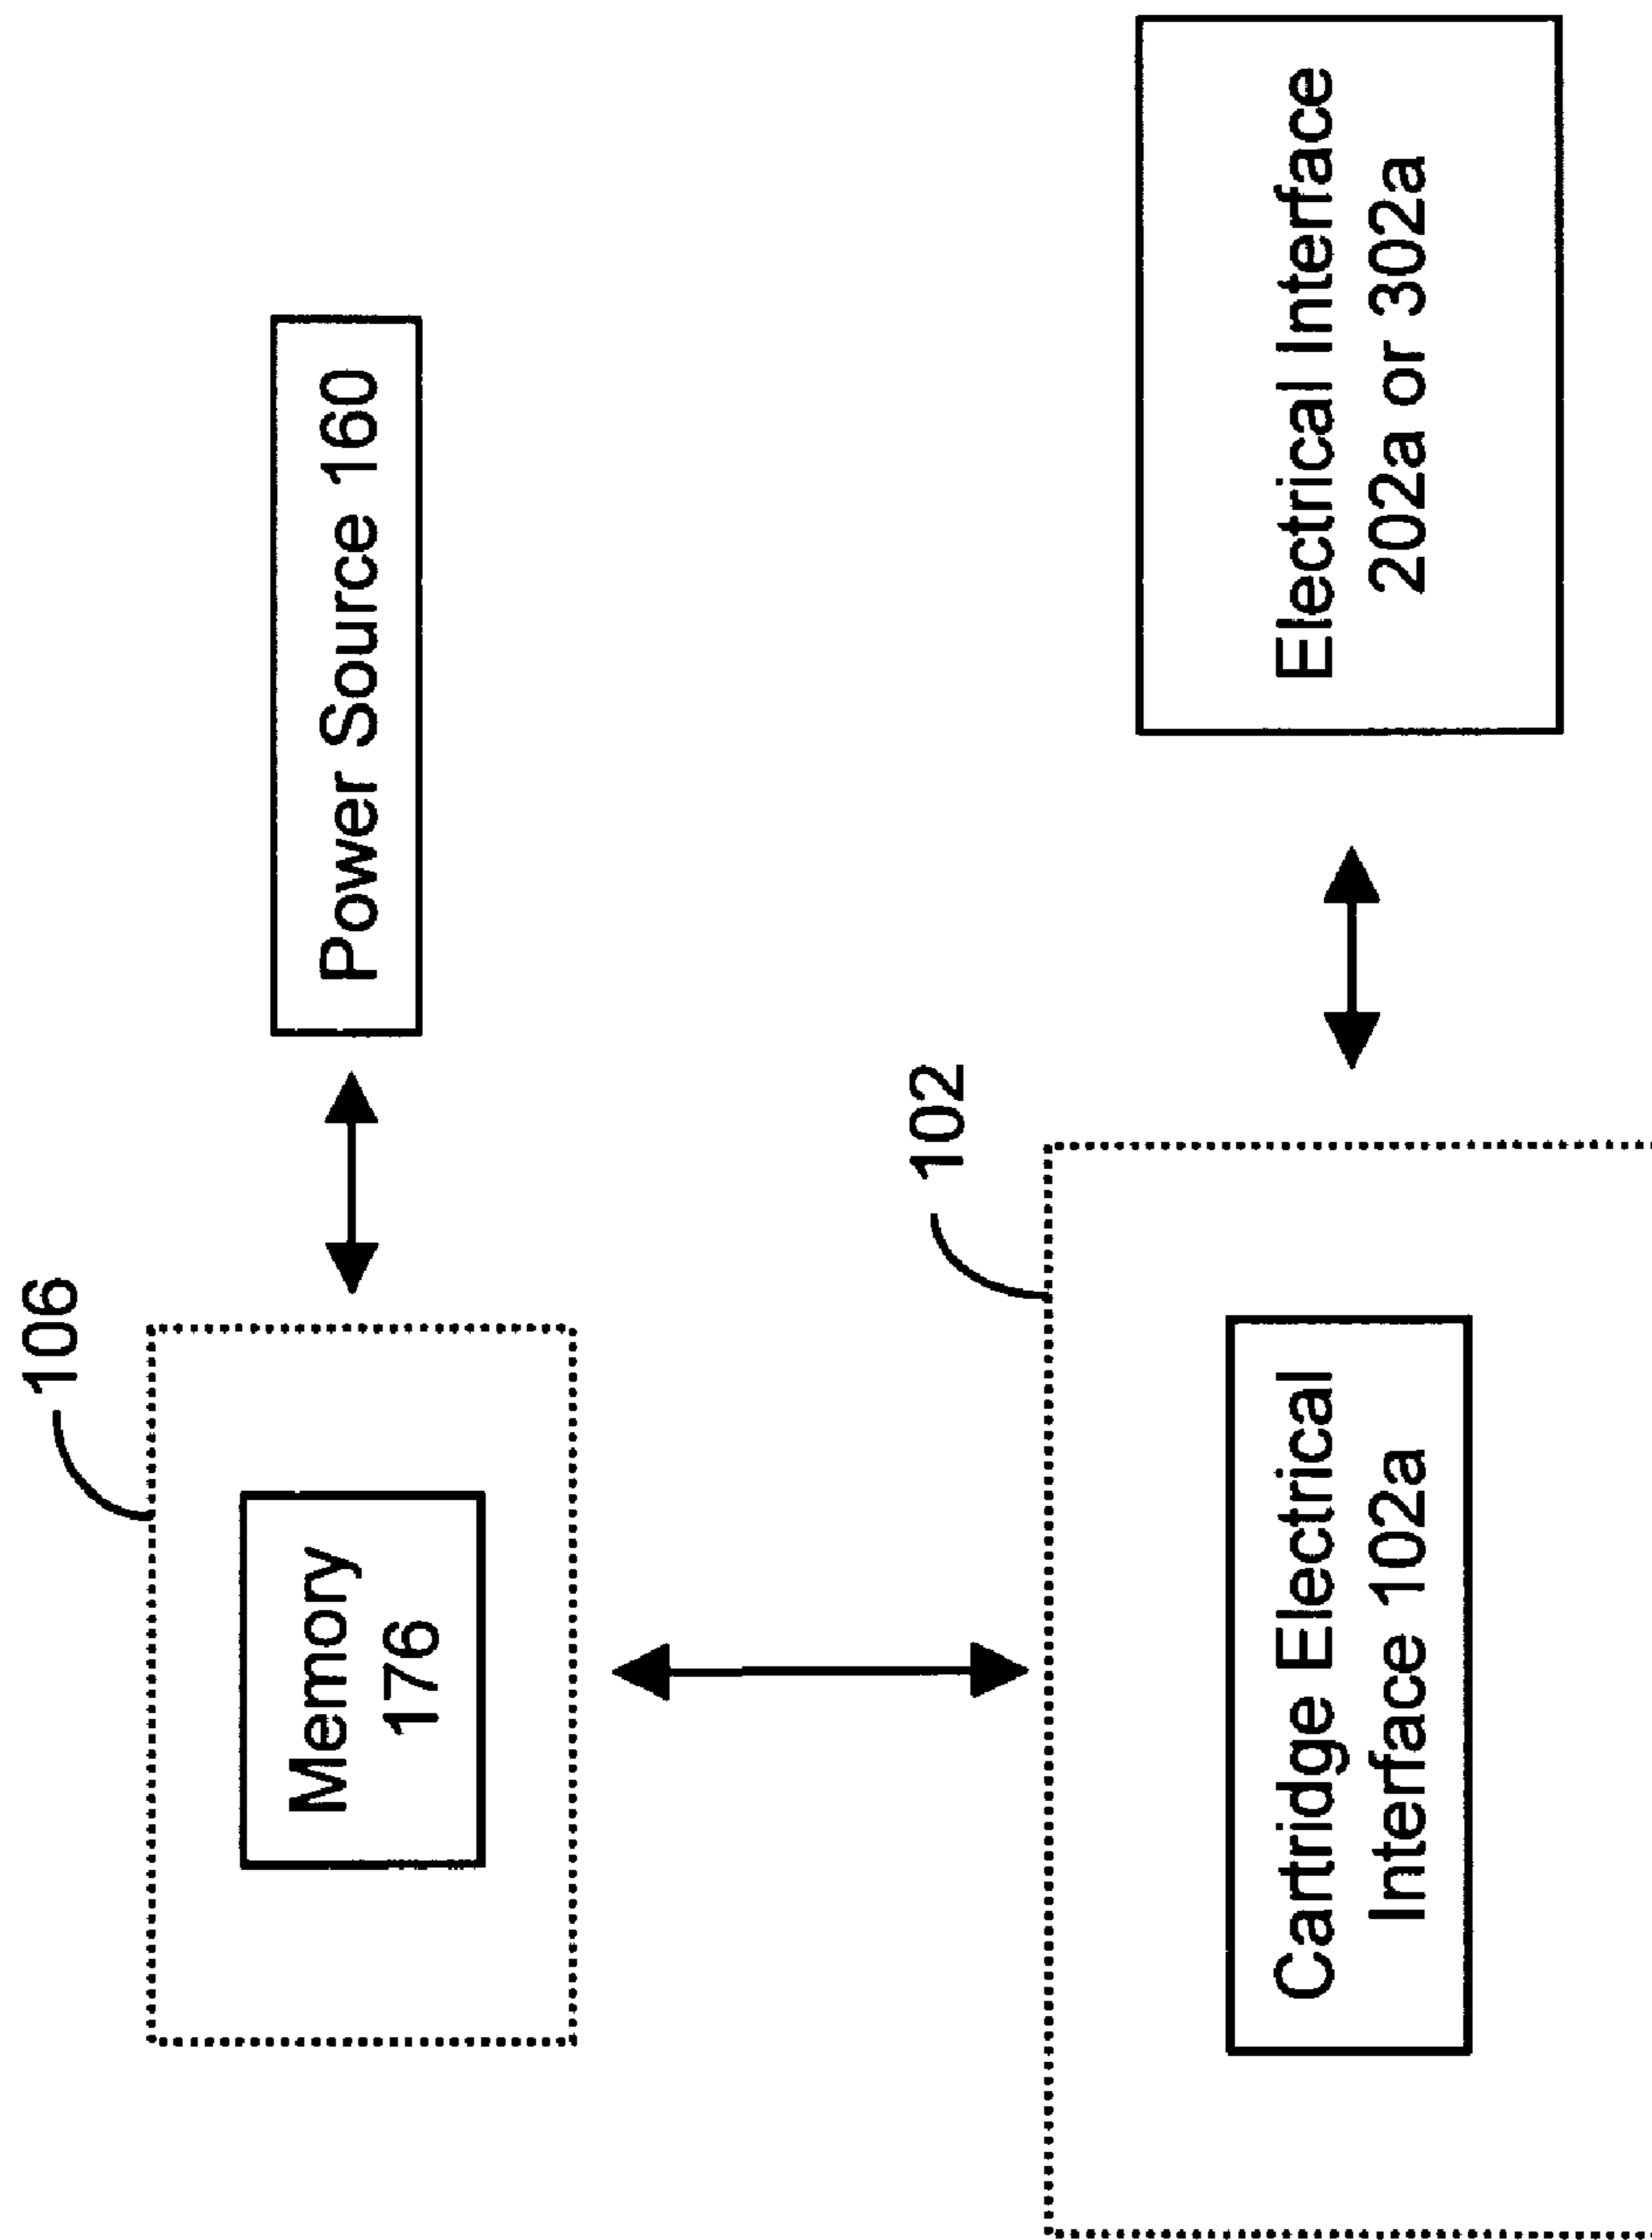 106
Memory
176
Power Source 160
102
Cartridge Electrical
Interface 102a
Electrical Interface
202a or 302a